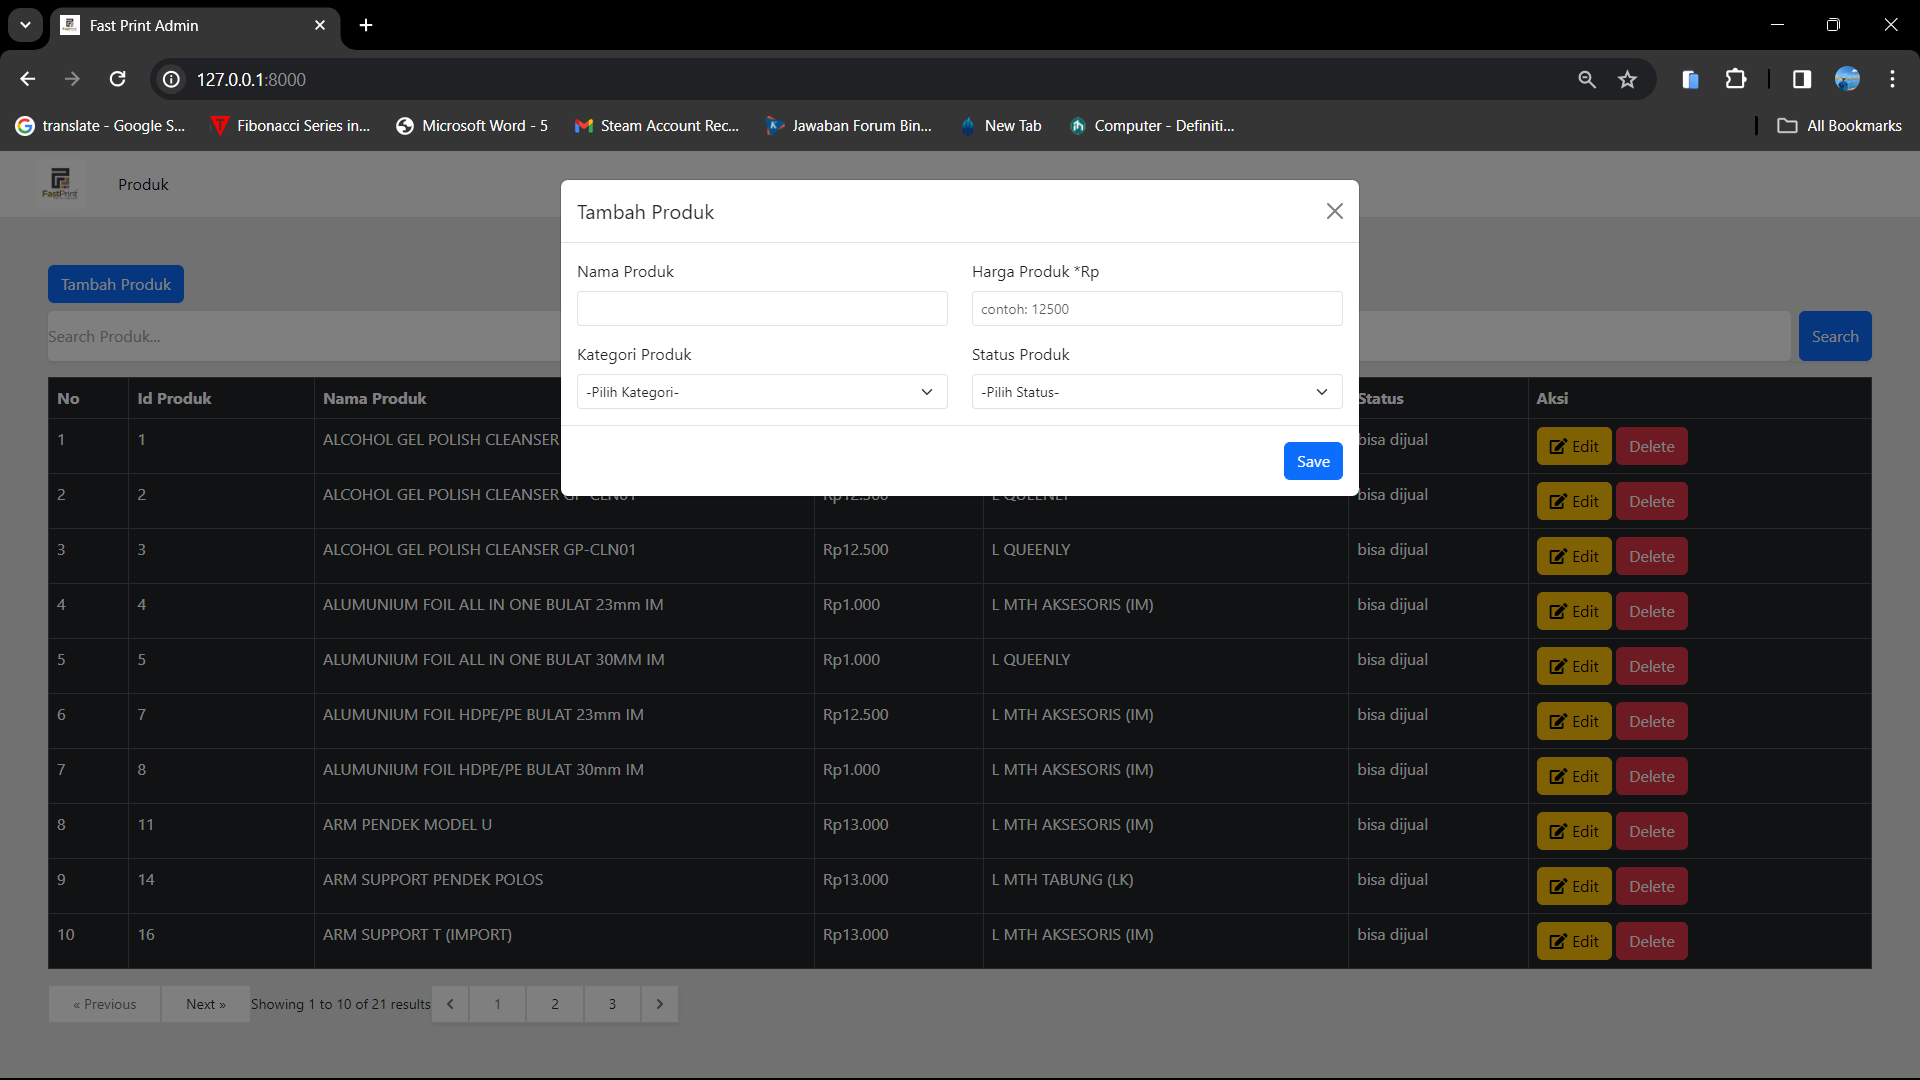 Fast Print Admin
127.0.0.1:8000
translate - Google S...
Fibonacci Series in...
Microsoft Word - 5
Steam Account Rec...
Jawaban Forum Bin...
New Tab
Computer - Definiti...
All Bookmarks
FastPrint
Produk
Tambah Produk
Nama Produk
Harga Produk *Rp
contoh: 12500
Kategori Produk
Status Produk
-Pilih Kategori-
-Pilih Status-
Save
Tambah Produk
Search Produk...
Search
No Id Produk Nama Produk Status Aksi
1 1 ALCOHOL GEL POLISH CLEANSER bisa dijual Edit Delete
2 2 ALCOHOL GEL POLISH CLEANSER GP-CLN01 Rp12.500 L QUEENLY bisa dijual Edit Delete
3 3 ALCOHOL GEL POLISH CLEANSER GP-CLN01 Rp12.500 L QUEENLY bisa dijual Edit Delete
4 4 ALUMUNIUM FOIL ALL IN ONE BULAT 23mm IM Rp1.000 L MTH AKSESORIS (IM) bisa dijual Edit Delete
5 5 ALUMUNIUM FOIL ALL IN ONE BULAT 30MM IM Rp1.000 L QUEENLY bisa dijual Edit Delete
6 7 ALUMUNIUM FOIL HDPE/PE BULAT 23mm IM Rp12.500 L MTH AKSESORIS (IM) bisa dijual Edit Delete
7 8 ALUMUNIUM FOIL HDPE/PE BULAT 30mm IM Rp1.000 L MTH AKSESORIS (IM) bisa dijual Edit Delete
8 11 ARM PENDEK MODEL U Rp13.000 L MTH AKSESORIS (IM) bisa dijual Edit Delete
9 14 ARM SUPPORT PENDEK POLOS Rp13.000 L MTH TABUNG (LK) bisa dijual Edit Delete
10 16 ARM SUPPORT T (IMPORT) Rp13.000 L MTH AKSESORIS (IM) bisa dijual Edit Delete
« Previous Next » Showing 1 to 10 of 21 results 1 2 3